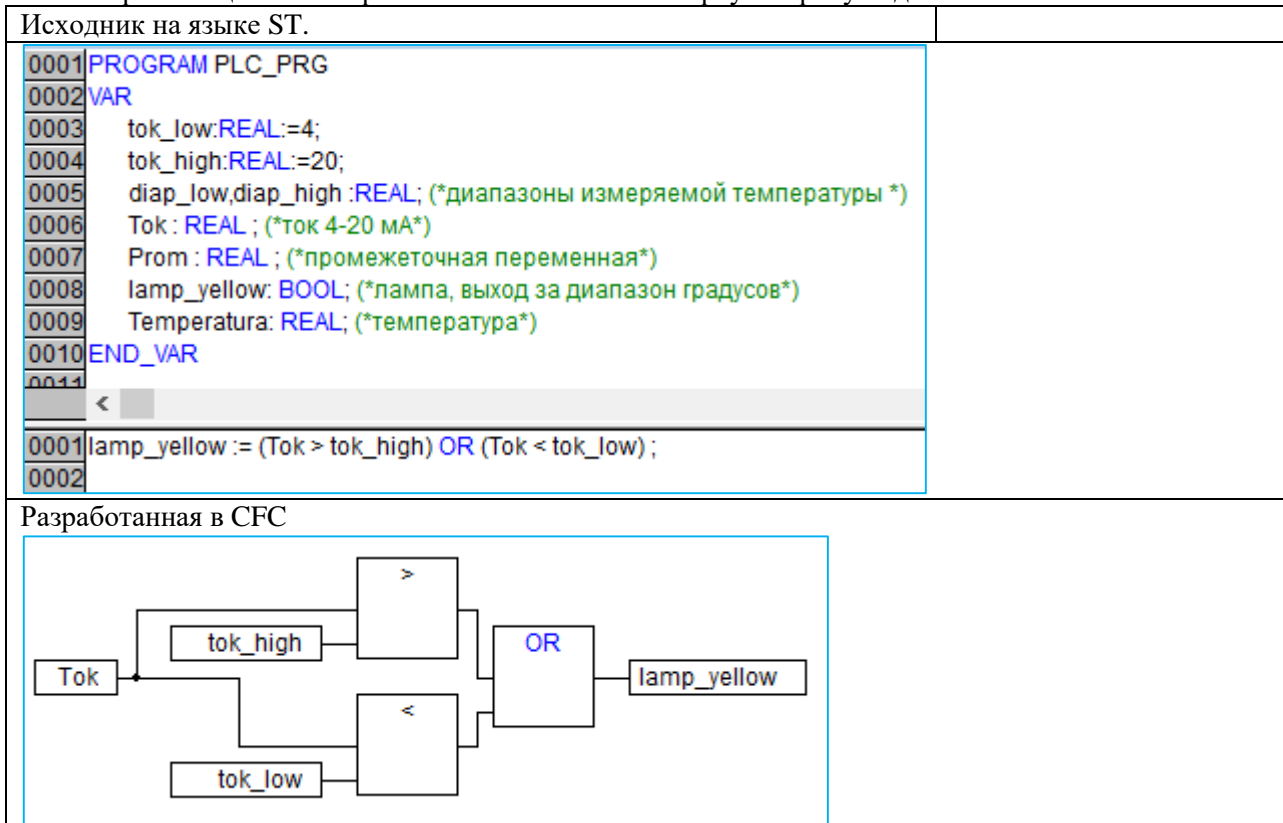 Исходник на языке ST.
0001 PROGRAM PLC_PRG
0002 VAR
0003 tok_low:REAL:=4;
0004 tok_high:REAL:=20;
0005 diap_low,diap_high :REAL; (*диапазоны измеряемой температуры *)
0006 Tok : REAL ; (*ток 4-20 мА*)
0007 Prom : REAL ; (*промежеточная переменная*)
0008 lamp_yellow: BOOL; (*лампа, выход за диапазон градусов*)
0009 Temperatura: REAL; (*температура*)
0010 END_VAR
0011
<
0001 lamp_yellow := (Tok > tok_high) OR (Tok < tok_low) ;
0002
Разработанная в CFC
>
tok_high
OR
Tok
lamp_yellow
<
tok_low